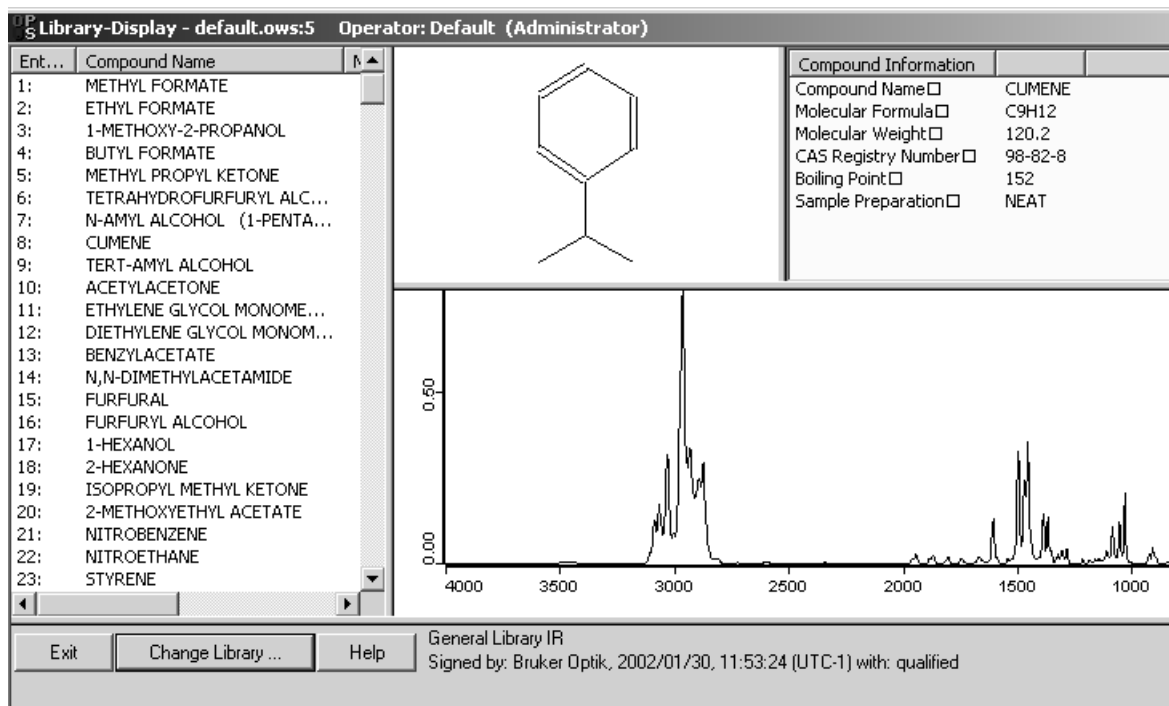 Library-Display - default.ows:5 Operator: Default (Administrator)
Ent... Compound Name
1: METHYL FORMATE
2: ETHYL FORMATE
3: 1-METHOXY-2-PROPANOL
4: BUTYL FORMATE
5: METHYL PROPYL KETONE
6: TETRAHYDROFURFURYL ALC...
7: N-AMYL ALCOHOL (1-PENTA...
8: CUMENE
9: TERT-AMYL ALCOHOL
10: ACETYLACETONE
11: ETHYLENE GLYCOL MONOME...
12: DIETHYLENE GLYCOL MONOM...
13: BENZYLACETATE
14: N,N-DIMETHYLACETAMIDE
15: FURFURAL
16: FURFURYL ALCOHOL
17: 1-HEXANOL
18: 2-HEXANONE
19: ISOPROPYL METHYL KETONE
20: 2-METHOXYETHYL ACETATE
21: NITROBENZENE
22: NITROETHANE
23: STYRENE
Compound Information
Compound Name□ CUMENE
Molecular Formula□ C9H12
Molecular Weight□ 120.2
CAS Registry Number□ 98-82-8
Boiling Point□ 152
Sample Preparation□ NEAT
0.50
0.00
4000 3500 3000 2500 2000 1500 1000
Exit Change Library ... Help
General Library IR
Signed by: Bruker Optik, 2002/01/30, 11:53:24 (UTC-1) with: qualified